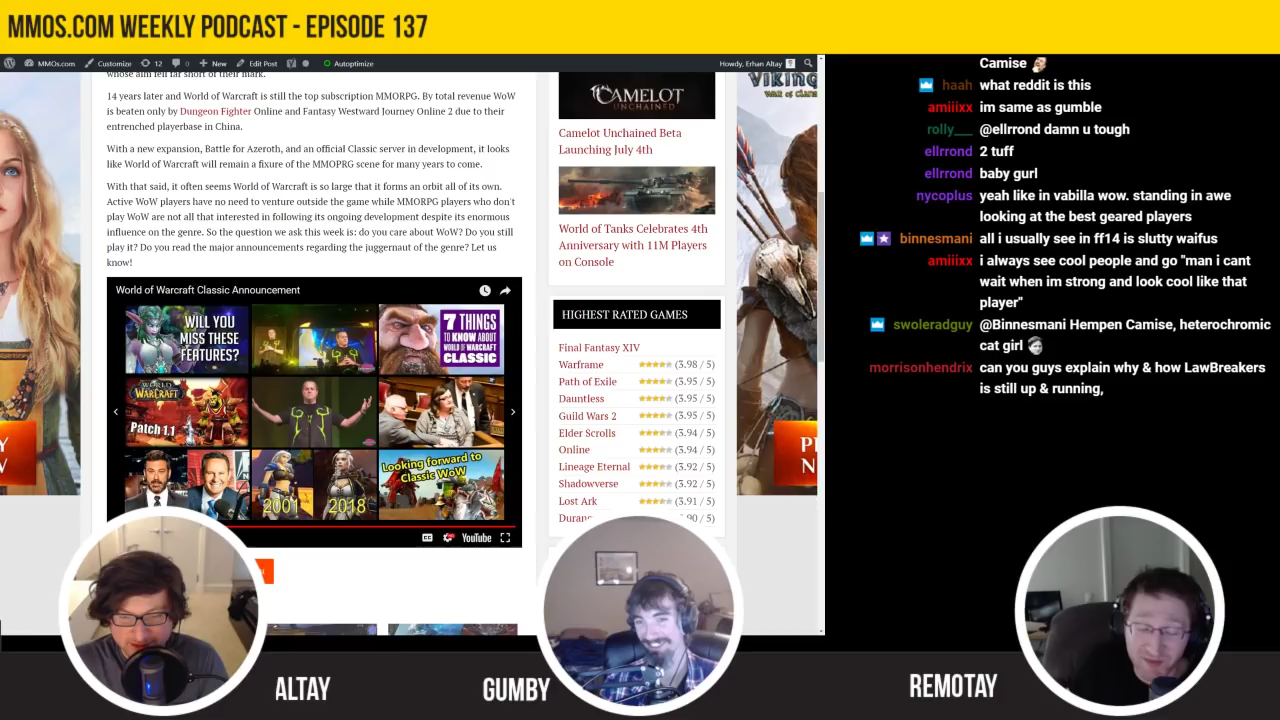 MMOS.COM WEEKLY PODCAST - EPISODE 137
MMOs.com Customize 12 0 New Edit Post Autoptimize Howdy, Erhan Altay
whose aim fell far short of their mark.
14 years later and World of Warcraft is still the top subscription MMORPG. By total revenue WoW
is beaten only by Dungeon Fighter Online and Fantasy Westward Journey Online 2 due to their
entrenched playerbase in China.
With a new expansion, Battle for Azeroth, and an official Classic server in development, it looks
like World of Warcraft will remain a fixure of the MMOPRG scene for many years to come.
With that said, it often seems World of Warcraft is so large that it forms an orbit all of its own.
Active WoW players have no need to venture outside the game while MMORPG players who don't
play WoW are not all that interested in following its ongoing development despite its enormous
influence on the genre. So the question we ask this week is: do you care about WoW? Do you still
play it? Do you read the major announcements regarding the juggernaut of the genre? Let us
know!
World of Warcraft Classic Announcement
WILL YOU
MISS THESE
FEATURES?
7 THINGS
TO KNOW ABOUT
WORLD OF WARCRAFT
CLASSIC
WORLD
WARCRAFT
Patch 1.1
2001 2018
Looking forward to
Classic WoW
CC YouTube
CAMELOT
UNCHAINED
Camelot Unchained Beta
Launching July 4th
World of Tanks Celebrates 4th
Anniversary with 11M Players
on Console
HIGHEST RATED GAMES
Final Fantasy XIV
Warframe (3.98 / 5)
Path of Exile (3.95 / 5)
Dauntless (3.95 / 5)
Guild Wars 2 (3.95 / 5)
Elder Scrolls (3.94 / 5)
Online (3.94 / 5)
Lineage Eternal (3.92 / 5)
Shadowverse (3.92 / 5)
Lost Ark (3.91 / 5)
Durang .90 / 5)
VIKING
WAR OF CLANS
Y
W
PL
N
Camise
haah what reddit is this
amiiixx im same as gumble
rolly___ @ellrrond damn u tough
ellrrond 2 tuff
ellrrond baby gurl
nycoplus yeah like in vabilla wow. standing in awe
looking at the best geared players
binnesmani all i usually see in ff14 is slutty waifus
amiiixx i always see cool people and go "man i cant
wait when im strong and look cool like that
player"
swoleradguy @Binnesmani Hempen Camise, heterochromic
cat girl
morrisonhendrix can you guys explain why & how LawBreakers
is still up & running,
ALTAY
GUMBY
REMOTAY